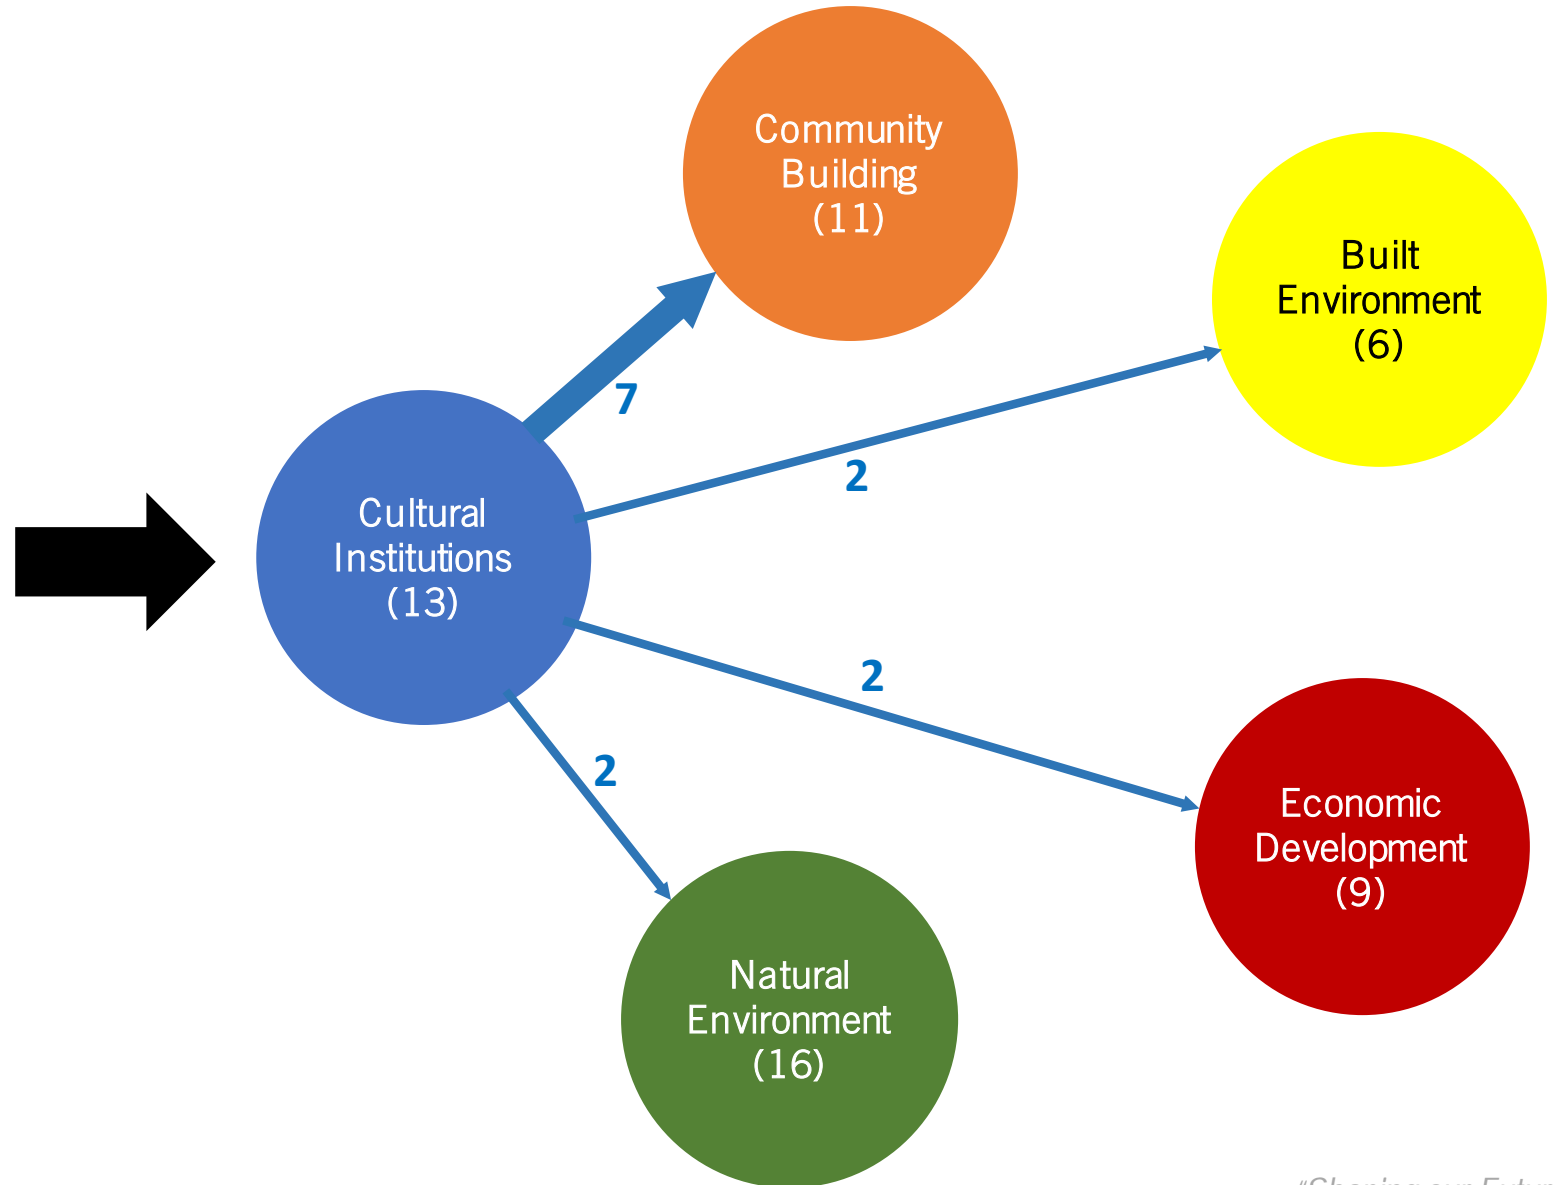 Community
Building
(11)
Built
Environment
(6)
7
2
Cultural
Institutions
(13)
2
2
Economic
Development
(9)
Natural
Environment
(16)